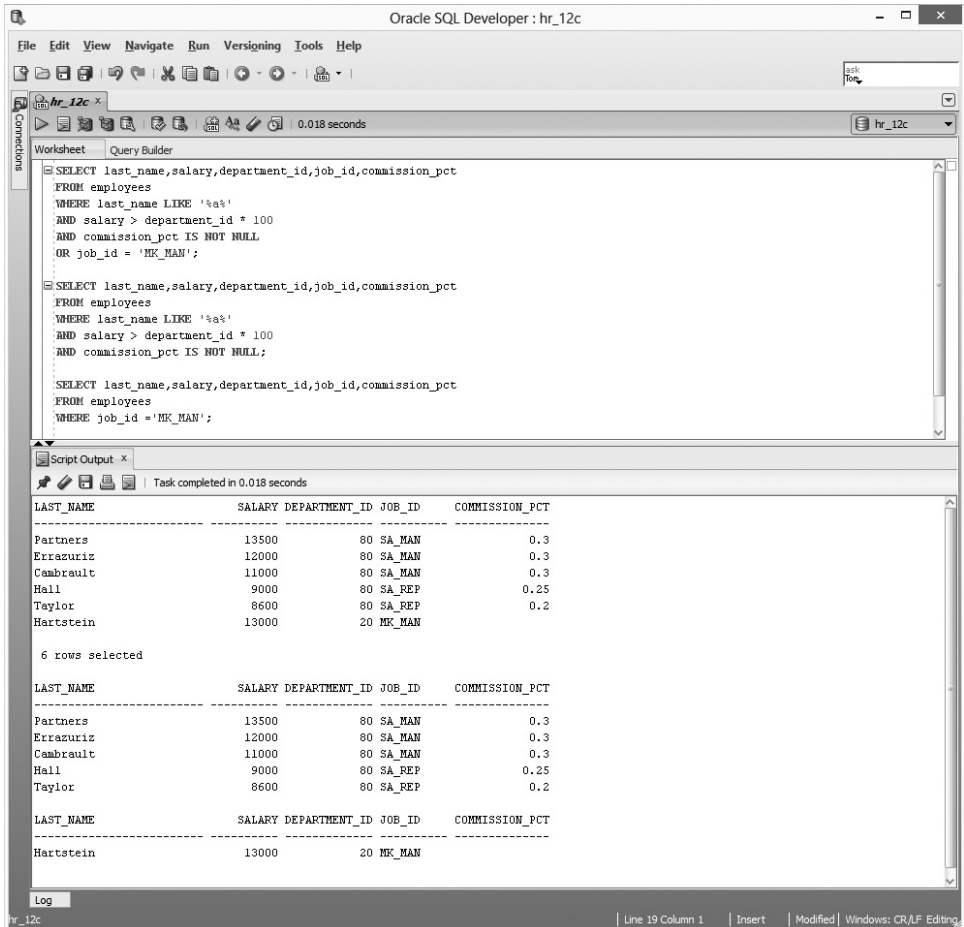 Oracle SQL Developer : hr_12c
File Edit View Navigate Run Versioning Tools Help
ask
Tom
hr_12c
Connections
0.018 seconds
hr_12c
Worksheet Query Builder
SELECT last_name,salary,department_id,job_id,commission_pct
FROM employees
WHERE last_name LIKE '%a%'
AND salary > department_id * 100
AND commission_pct IS NOT NULL
OR job_id = 'MK_MAN';
SELECT last_name,salary,department_id,job_id,commission_pct
FROM employees
WHERE last_name LIKE '%a%'
AND salary > department_id * 100
AND commission_pct IS NOT NULL;
SELECT last_name,salary,department_id,job_id,commission_pct
FROM employees
WHERE job_id ='MK_MAN';
Script Output x
Task completed in 0.018 seconds
LAST_NAME SALARY DEPARTMENT_ID JOB_ID COMMISSION_PCT
------------------------- ---------- ------------- ---------- --------------
Partners 13500 80 SA_MAN 0.3
Errazuriz 12000 80 SA_MAN 0.3
Cambrault 11000 80 SA_MAN 0.3
Hall 9000 80 SA_REP 0.25
Taylor 8600 80 SA_REP 0.2
Hartstein 13000 20 MK_MAN
6 rows selected
LAST_NAME SALARY DEPARTMENT_ID JOB_ID COMMISSION_PCT
------------------------- ---------- ------------- ---------- --------------
Partners 13500 80 SA_MAN 0.3
Errazuriz 12000 80 SA_MAN 0.3
Cambrault 11000 80 SA_MAN 0.3
Hall 9000 80 SA_REP 0.25
Taylor 8600 80 SA_REP 0.2
LAST_NAME SALARY DEPARTMENT_ID JOB_ID COMMISSION_PCT
------------------------- ---------- ------------- ---------- --------------
Hartstein 13000 20 MK_MAN
Log
hr_12c
Line 19 Column 1 Insert Modified Windows: CR/LF Editing